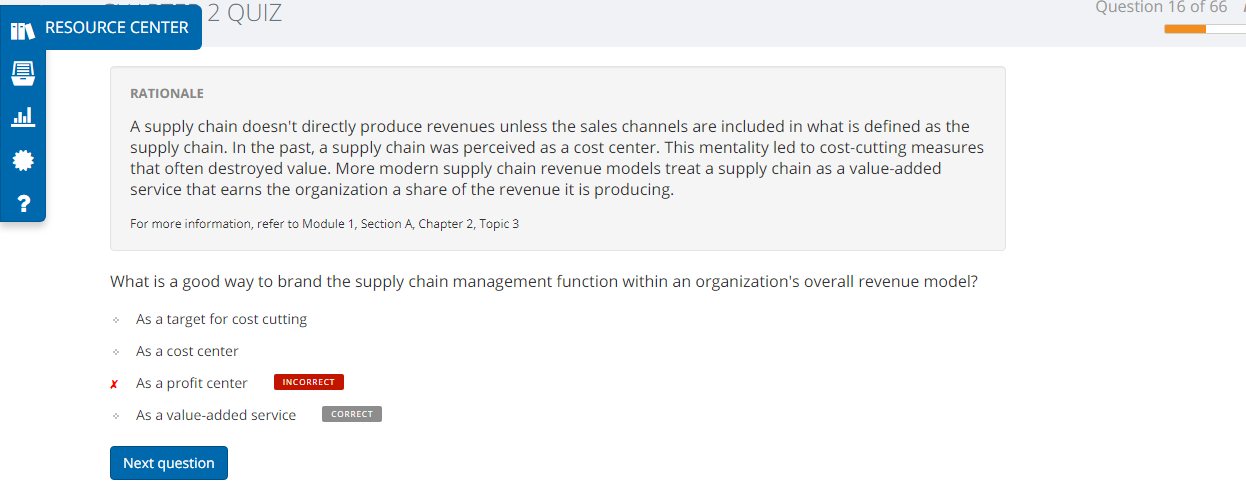 2 QUIZ
Question 16 of 66
RESOURCE CENTER
RATIONALE
A supply chain doesn't directly produce revenues unless the sales channels are included in what is defined as the
supply chain. In the past, a supply chain was perceived as a cost center. This mentality led to cost-cutting measures
that often destroyed value. More modern supply chain revenue models treat a supply chain as a value-added
service that earns the organization a share of the revenue it is producing.
For more information, refer to Module 1, Section A, Chapter 2, Topic 3
What is a good way to brand the supply chain management function within an organization's overall revenue model?
As a target for cost cutting
As a cost center
✗ As a profit center INCORRECT
As a value-added service CORRECT
Next question
?